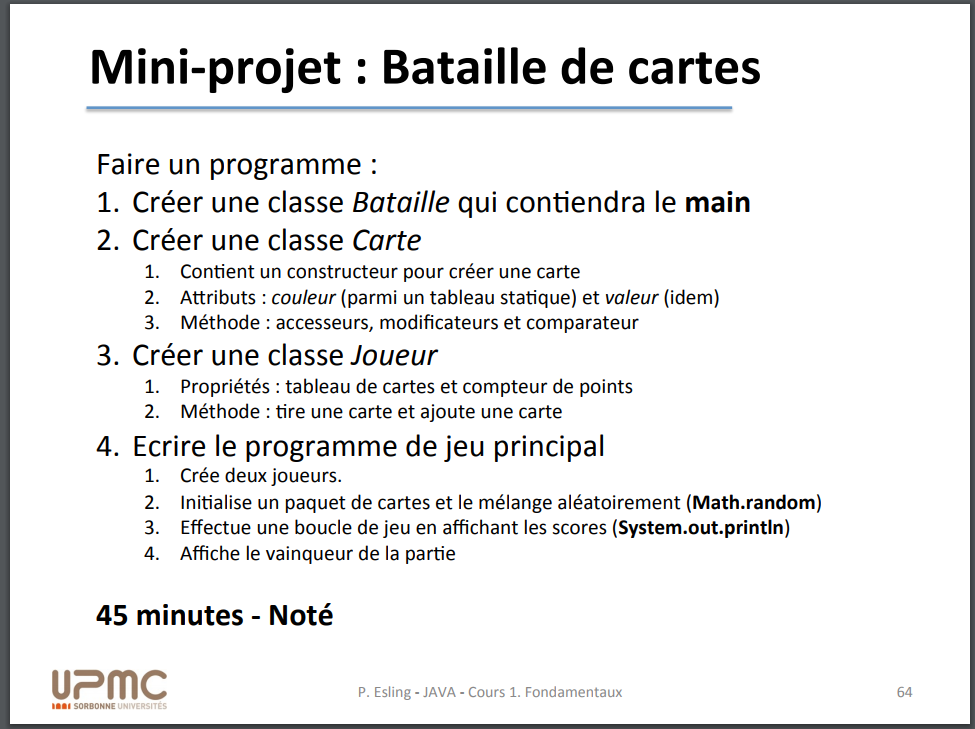 Mini-projet : Bataille de cartes
Faire un programme :
1. Créer une classe Bataille qui contiendra le main
2. Créer une classe Carte
1. Contient un constructeur pour créer une carte
2. Attributs : couleur (parmi un tableau statique) et valeur (idem)
3. Méthode : accesseurs, modificateurs et comparateur
3. Créer une classe Joueur
1. Propriétés : tableau de cartes et compteur de points
2. Méthode : tire une carte et ajoute une carte
4. Ecrire le programme de jeu principal
1. Crée deux joueurs.
2. Initialise un paquet de cartes et le mélange aléatoirement (Math.random)
3. Effectue une boucle de jeu en affichant les scores (System.out.println)
4. Affiche le vainqueur de la partie
45 minutes - Noté
UPMC
SORBONNE UNIVERSITÉS
P. Esling - JAVA - Cours 1. Fondamentaux
64